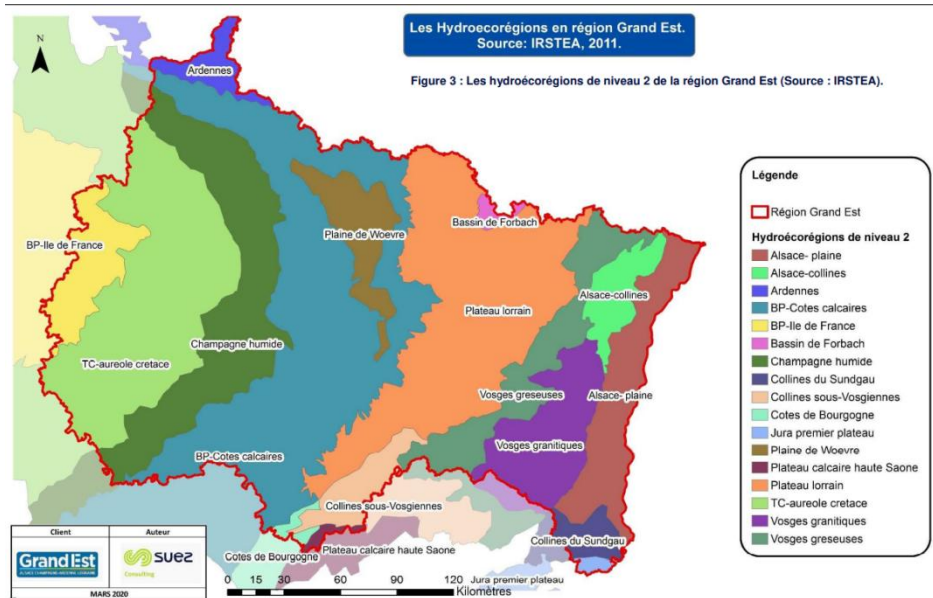 Les Hydroecorégions en région Grand Est.
Source: IRSTEA, 2011.
Figure 3 : Les hydroécorégions de niveau 2 de la région Grand Est (Source : IRSTEA).
N
Ardennes
BP-Ile de France
Plaine de Woevre
Bassin de Forbach
Alsace-collines
Plateau lorrain
Champagne humide
TC-aureole cretace
Vosges greseuses
Alsace- plaine
Vosges granitiques
BP-Cotes calcaires
Collines sous-Vosgiennes
Collines du Sundgau
Cotes de Bourgogne
Plateau calcaire haute Saone
Jura premier plateau
0 15 30 60 90 120
Kilomètres
Légende
Région Grand Est
Hydroécorégions de niveau 2
Alsace- plaine
Alsace-collines
Ardennes
BP-Cotes calcaires
BP-Ile de France
Bassin de Forbach
Champagne humide
Collines du Sundgau
Collines sous-Vosgiennes
Cotes de Bourgogne
Jura premier plateau
Plaine de Woevre
Plateau calcaire haute Saone
Plateau lorrain
TC-aureole cretace
Vosges granitiques
Vosges greseuses
Client
Auteur
GrandEst
ALSACE CHAMPAGNE-ARDENNE LORRAINE
suez
Consulting
MARS 2020